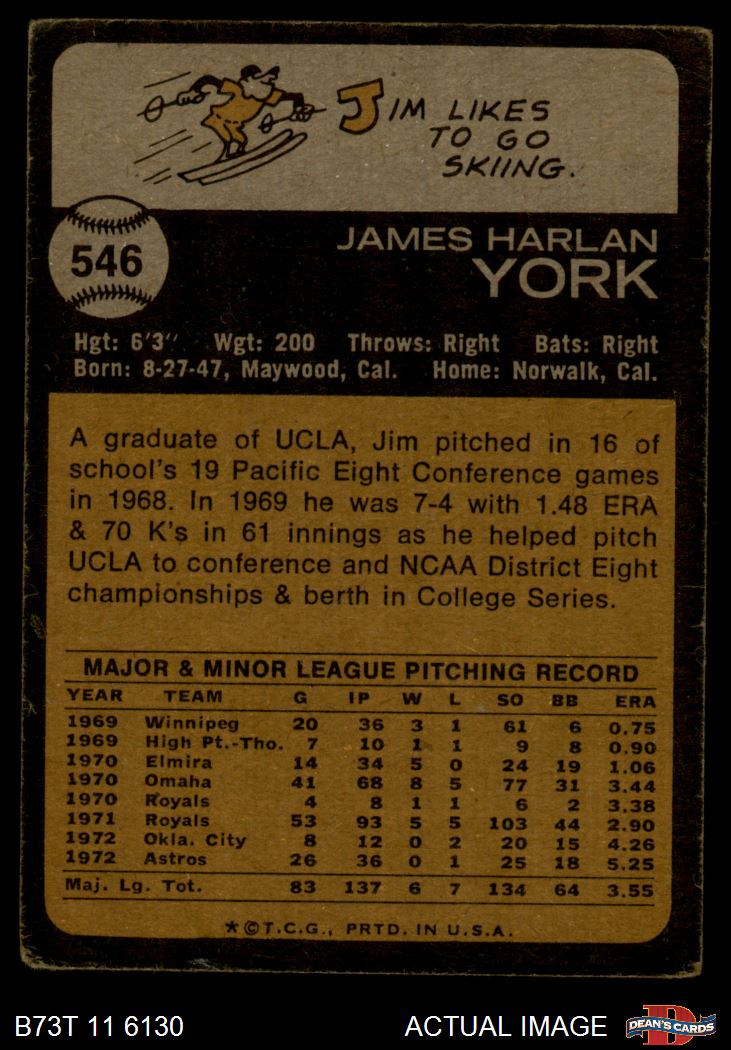 JIM LIKES
TO GO
SKIING.
546
JAMES HARLAN
YORK
Hgt: 6'3" Wgt: 200 Throws: Right Bats: Right
Born: 8-27-47, Maywood, Cal. Home: Norwalk, Cal.
A graduate of UCLA, Jim pitched in 16 of
school's 19 Pacific Eight Conference games
in 1968. In 1969 he was 7-4 with 1.48 ERA
& 70 K's in 61 innings as he helped pitch
UCLA to conference and NCAA District Eight
championships & berth in College Series.
MAJOR & MINOR LEAGUE PITCHING RECORD
YEAR TEAM G IP W L SO BB ERA
1969 Winnipeg 20 36 3 1 61 6 0.75
1969 High Pt.-Tho. 7 10 1 1 9 8 0.90
1970 Elmira 14 34 5 0 24 19 1.06
1970 Omaha 41 68 8 5 77 31 3.44
1970 Royals 4 8 1 1 6 2 3.38
1971 Royals 53 93 5 5 103 44 2.90
1972 Okla. City 8 12 0 2 20 15 4.26
1972 Astros 26 36 0 1 25 18 5.25
Maj. Lg. Tot. 83 137 6 7 134 64 3.55
*©T.C.G., PRTD. IN U.S.A.
B73T 11 6130 ACTUAL IMAGE
D
DEAN'S CARDS